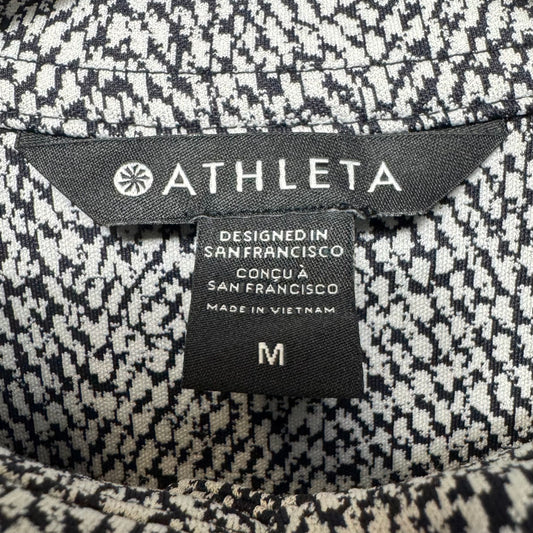 ATHLETA
DESIGNED IN
SAN FRANCISCO
CONÇU À
SAN FRANCISCO
MADE IN VIETNAM
M